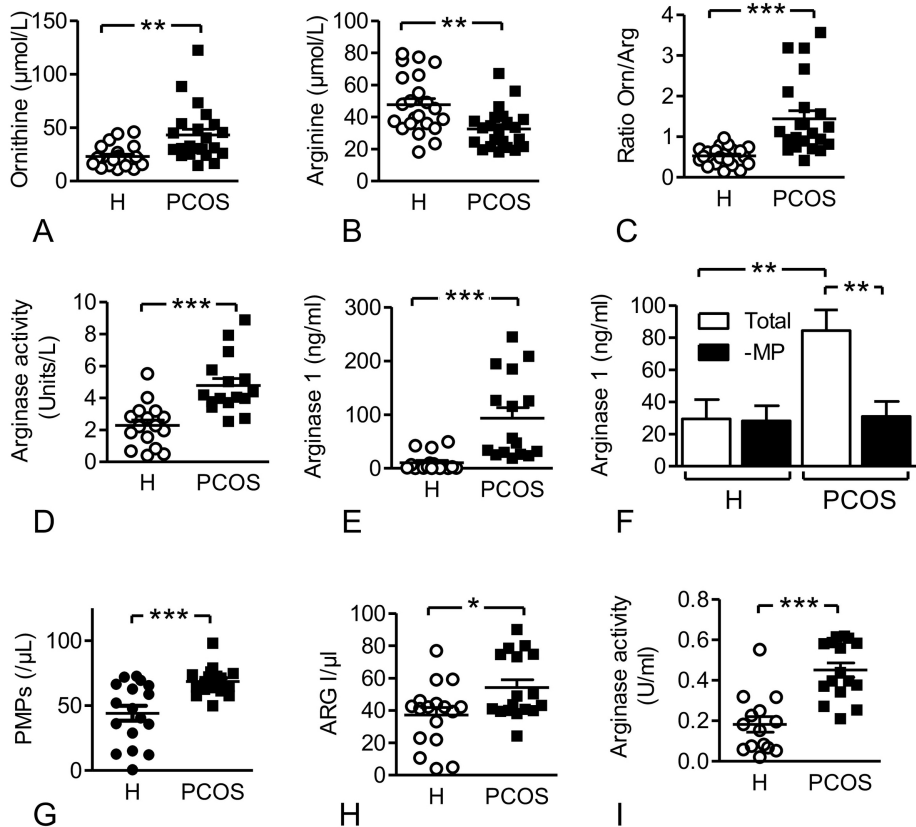 Ornithine (µmol/L)
150
100
50
0
**
H PCOS
A
Arginine (µmol/L)
100
80
60
40
20
0
**
H PCOS
B
Ratio Orn/Arg
4
3
2
1
0
***
H PCOS
C
Arginase activity
(Units/L)
10
8
6
4
2
0
***
H PCOS
D
Arginase 1 (ng/ml)
300
200
100
0
***
H PCOS
E
Arginase 1 (ng/ml)
100
80
60
40
20
0
**
**
Total
-MP
H PCOS
F
PMPs (/µL)
100
50
0
***
H PCOS
G
ARG I/µl
100
80
60
40
20
0
*
H PCOS
H
Arginase activity
(U/ml)
0.8
0.6
0.4
0.2
0.0
***
H PCOS
I